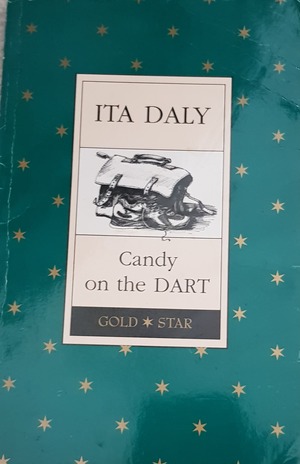 ITA DALY
Candy
on the DART
GOLD ✶ STAR